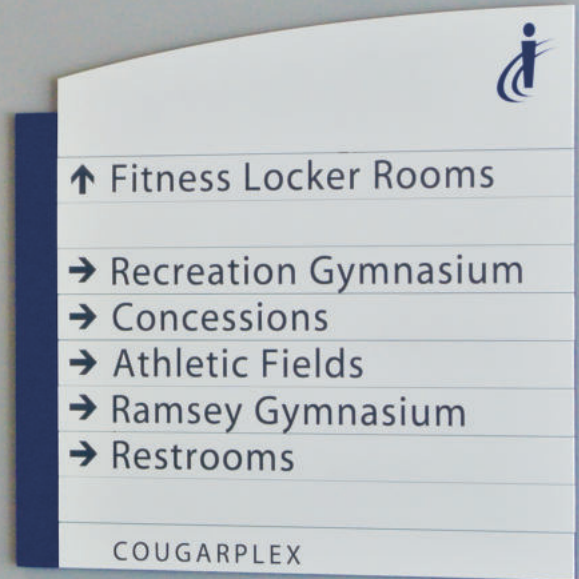 ↑ Fitness Locker Rooms
→ Recreation Gymnasium
→ Concessions
→ Athletic Fields
→ Ramsey Gymnasium
→ Restrooms
COUGARPLEX